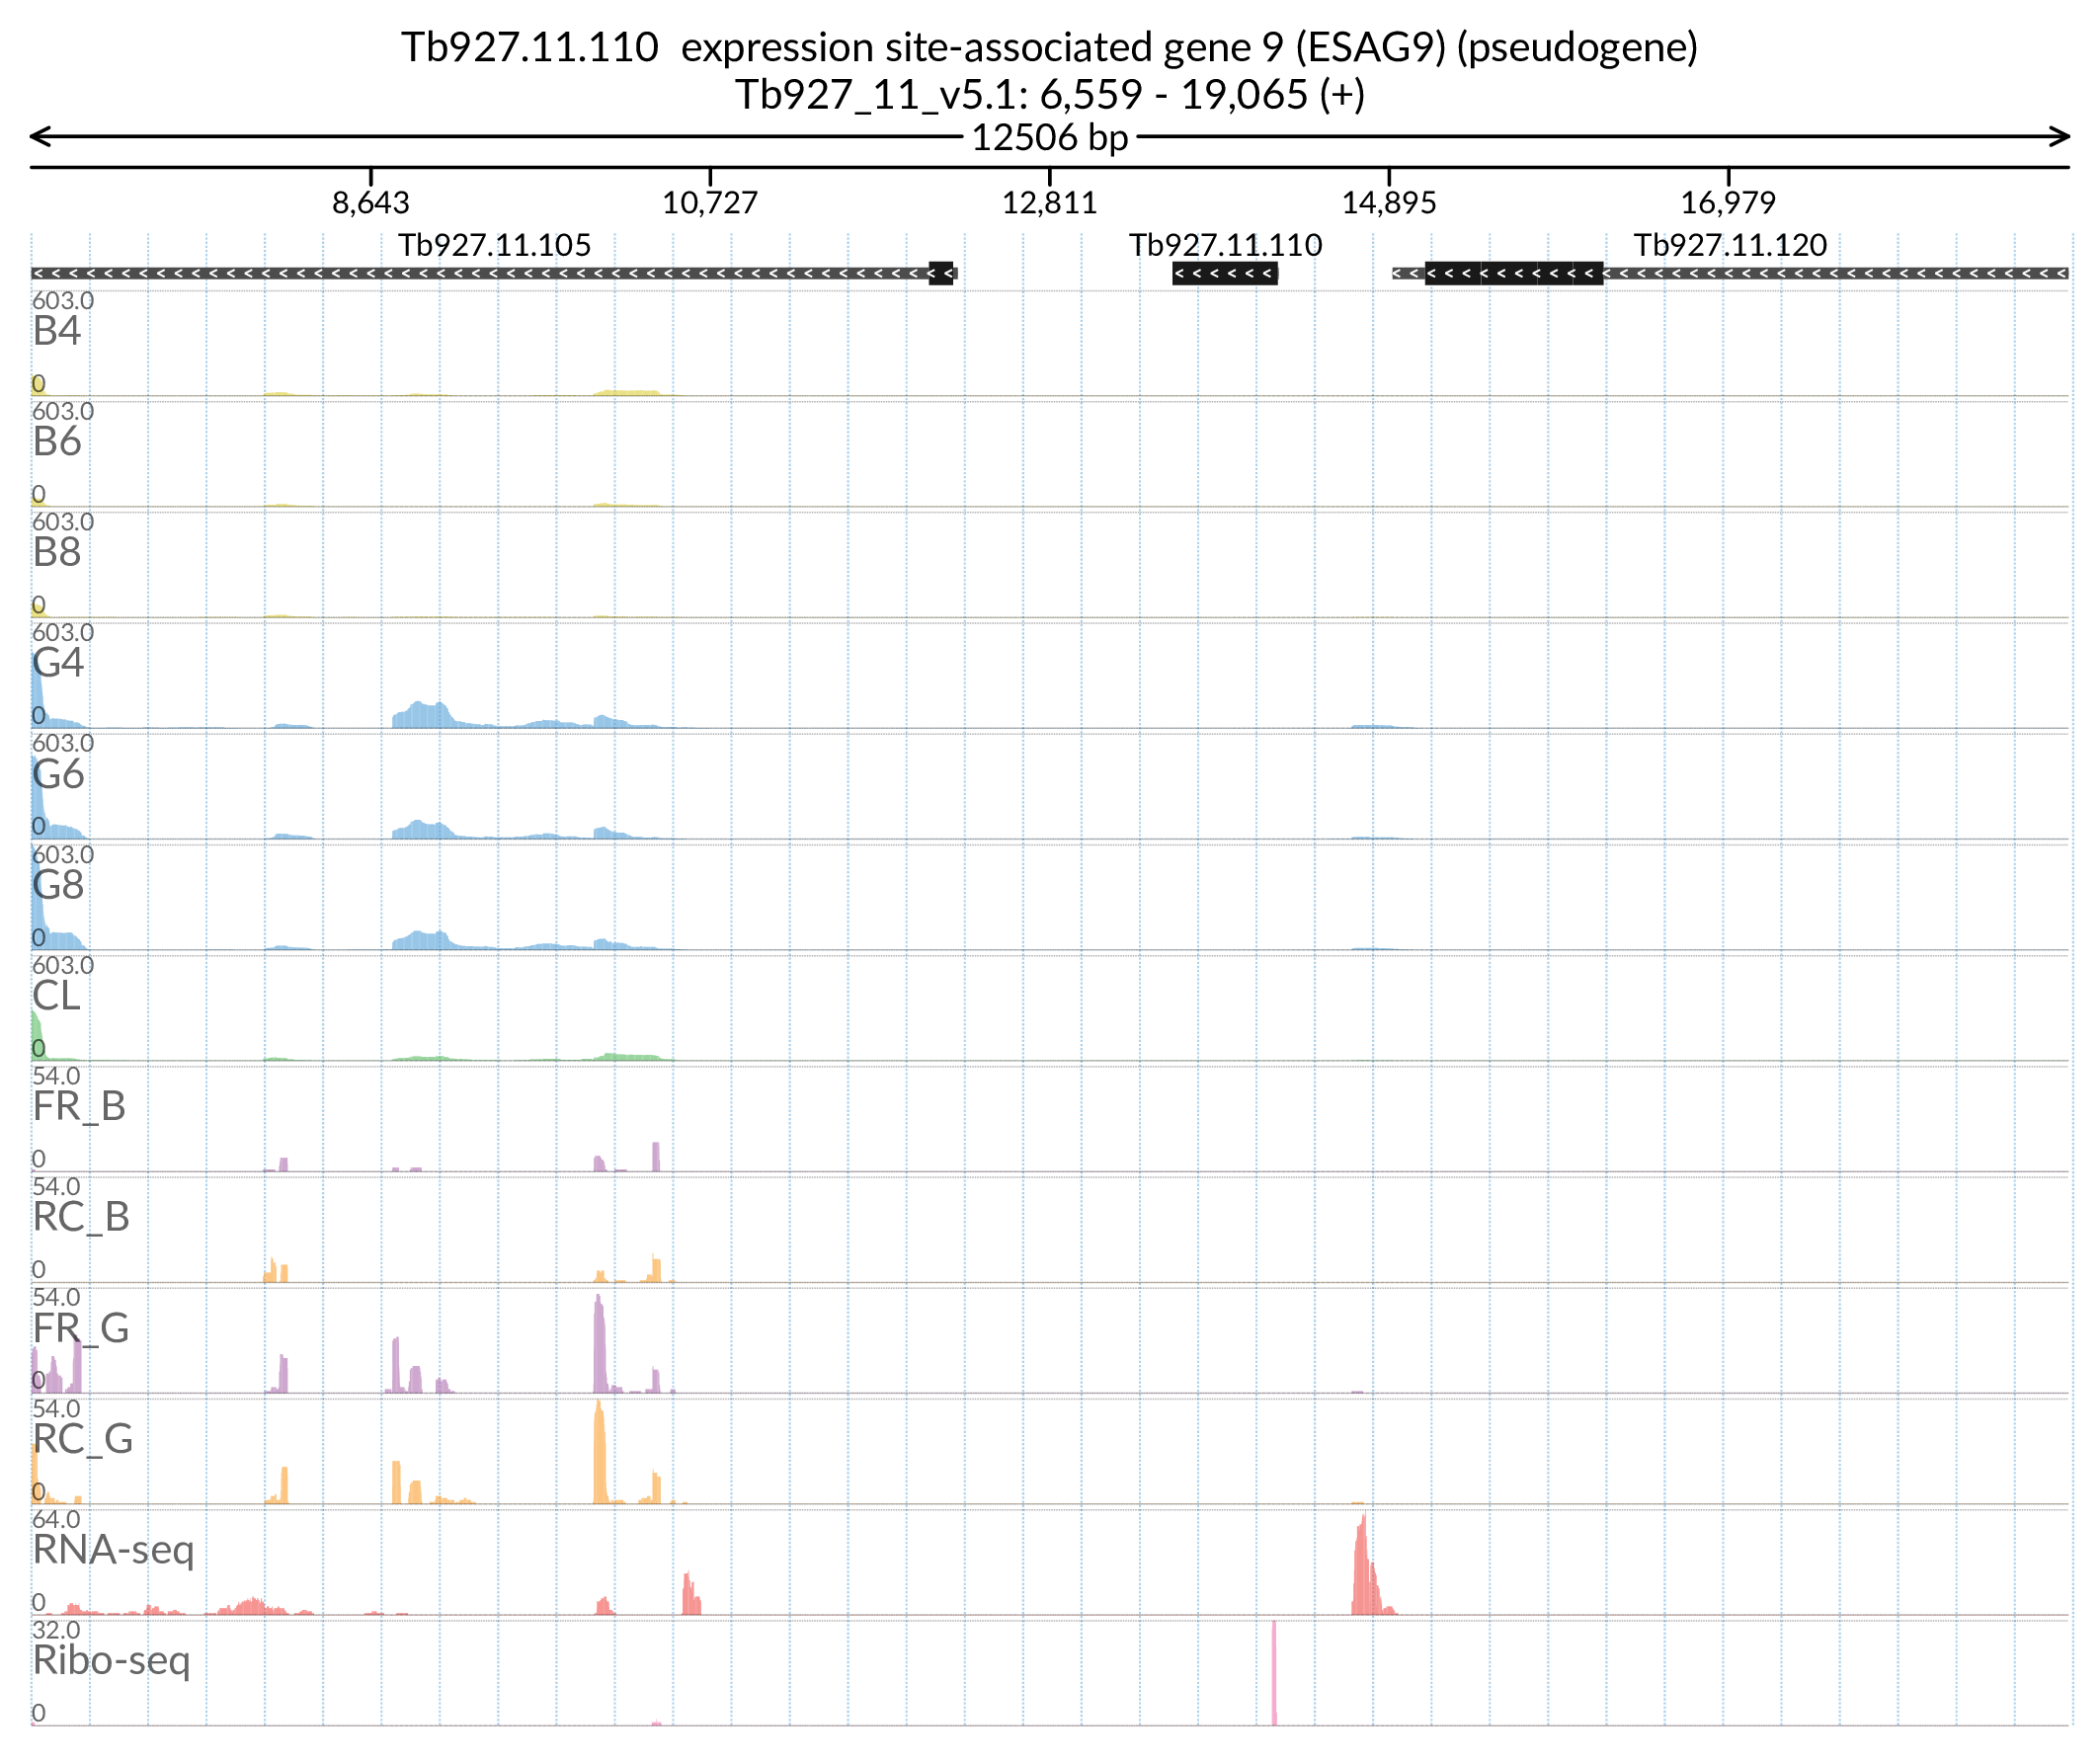 Tb927.11.110 expression site-associated gene 9 (ESAG9) (pseudogene)
Tb927_11_v5.1: 6,559 - 19,065 (+)
12506 bp
8,643 10,727 12,811 14,895 16,979
Tb927.11.105 Tb927.11.110 Tb927.11.120
603.0
B4
0
603.0
B6
0
603.0
B8
0
603.0
G4
0
603.0
G6
0
603.0
G8
0
603.0
CL
0
54.0
FR_B
0
54.0
RC_B
0
54.0
FR_G
0
54.0
RC_G
0
64.0
RNA-seq
0
32.0
Ribo-seq
0